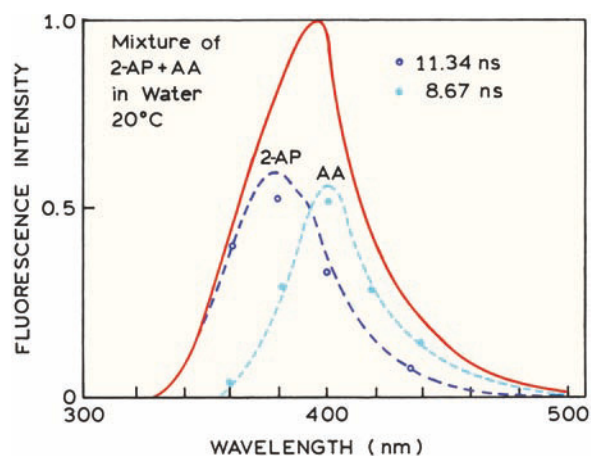 1.0
Mixture of
2-AP + AA
in Water
20°C
11.34 ns
8.67 ns
2-AP
AA
0.5
0
300
400
500
FLUORESCENCE INTENSITY
WAVELENGTH (nm)